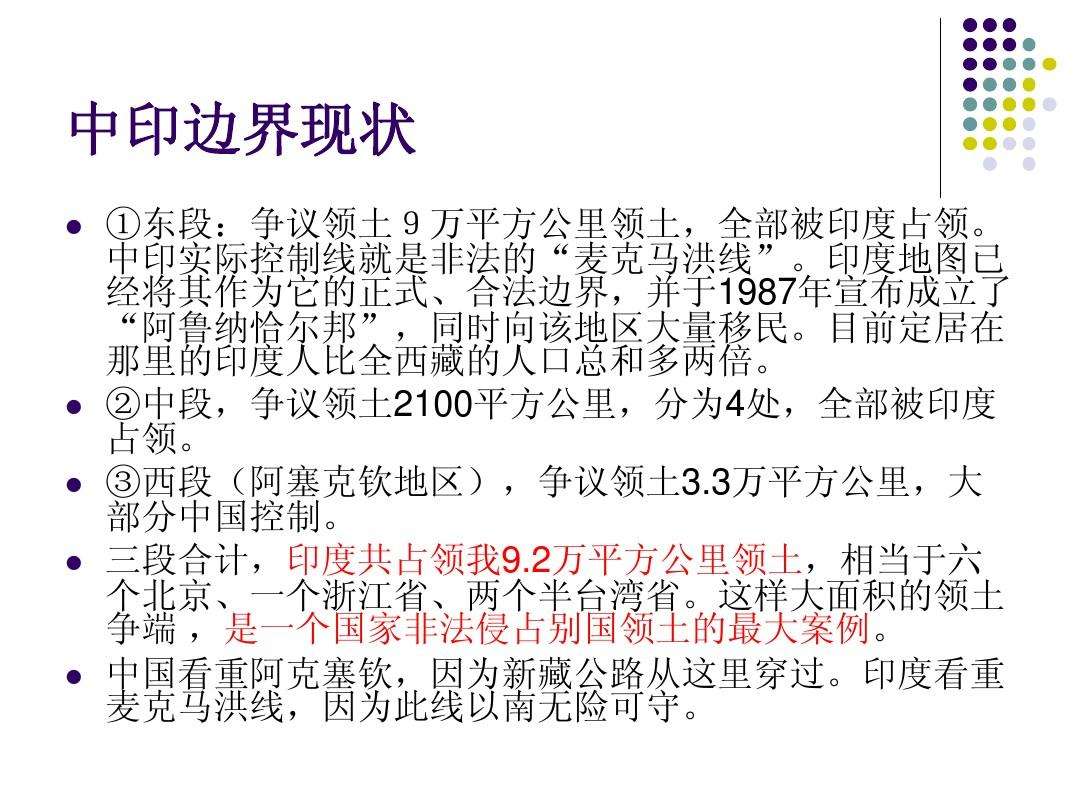 中印边界现状
①东段：争议领土９万平方公里领土，全部被印度占领。
中印实际控制线就是非法的“麦克马洪线”。印度地图已
经将其作为它的正式、合法边界，并于1987年宣布成立了
“阿鲁纳恰尔邦”，同时向该地区大量移民。目前定居在
那里的印度人比全西藏的人口总和多两倍。
②中段，争议领土2100平方公里，分为4处，全部被印度
占领。
③西段（阿塞克钦地区），争议领土3.3万平方公里，大
部分中国控制。
三段合计，印度共占领我9.2万平方公里领土，相当于六
个北京、一个浙江省、两个半台湾省。这样大面积的领土
争端 ，是一个国家非法侵占别国领土的最大案例。
中国看重阿克塞钦，因为新藏公路从这里穿过。印度看重
麦克马洪线，因为此线以南无险可守。